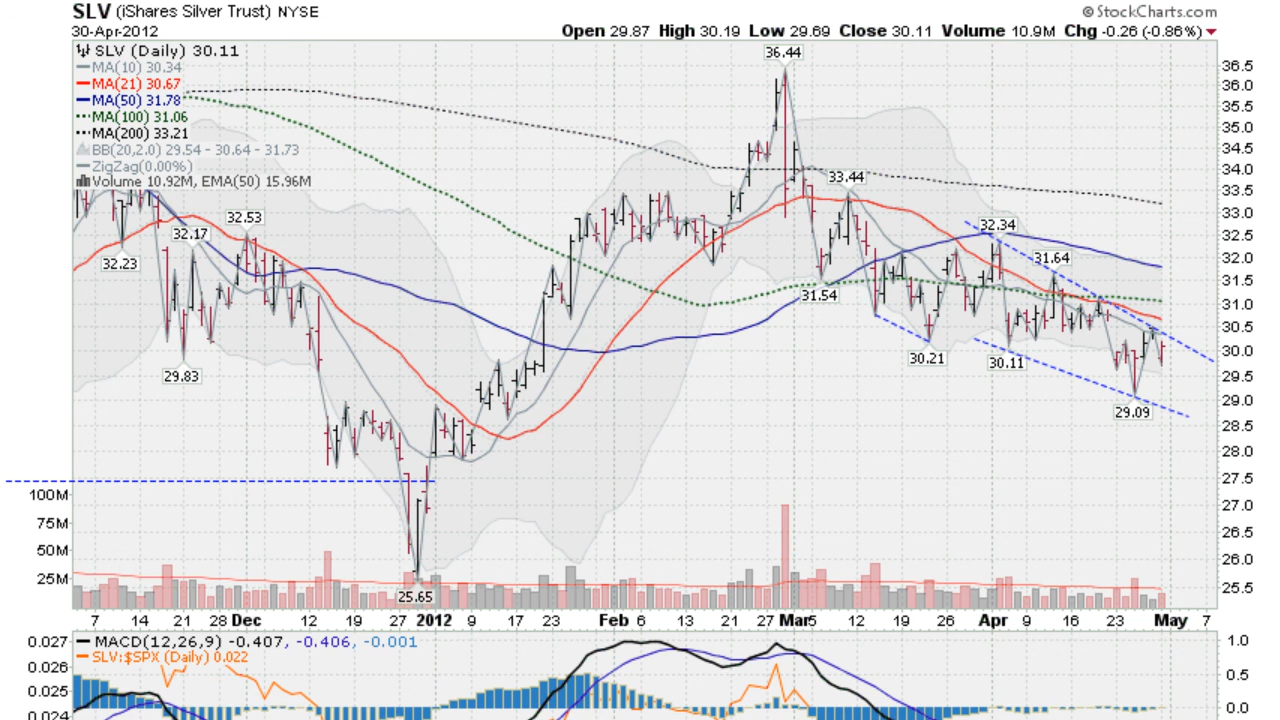 SLV (iShares Silver Trust) NYSE
© StockCharts.com
30-Apr-2012
Open 29.87 High 30.19 Low 29.69 Close 30.11 Volume 10.9M Chg -0.26 (-0.86%)
SLV (Daily) 30.11
MA(10) 30.34
MA(21) 30.67
MA(50) 31.78
MA(100) 31.06
MA(200) 33.21
BB(20,2.0) 29.54 - 30.64 - 31.73
ZigZag(0.00%)
Volume 10.92M, EMA(50) 15.96M
36.44
33.44
32.53
32.34
32.17
32.23
31.64
31.54
30.21
30.11
29.83
29.09
25.65
36.5
36.0
35.5
35.0
34.5
34.0
33.5
33.0
32.5
32.0
31.5
31.0
30.5
30.0
29.5
29.0
28.5
28.0
27.5
27.0
26.5
26.0
25.5
100M
75M
50M
25M
7 14 21 28 Dec 12 19 27 2012 9 17 23 Feb 6 13 21 27 Mar 5 12 19 26 Apr 9 16 23 May 7
MACD(12,26,9) -0.407, -0.406, -0.001
SLV:$SPX (Daily) 0.022
0.027
0.026
0.025
0.024
1.0
0.5
0.0